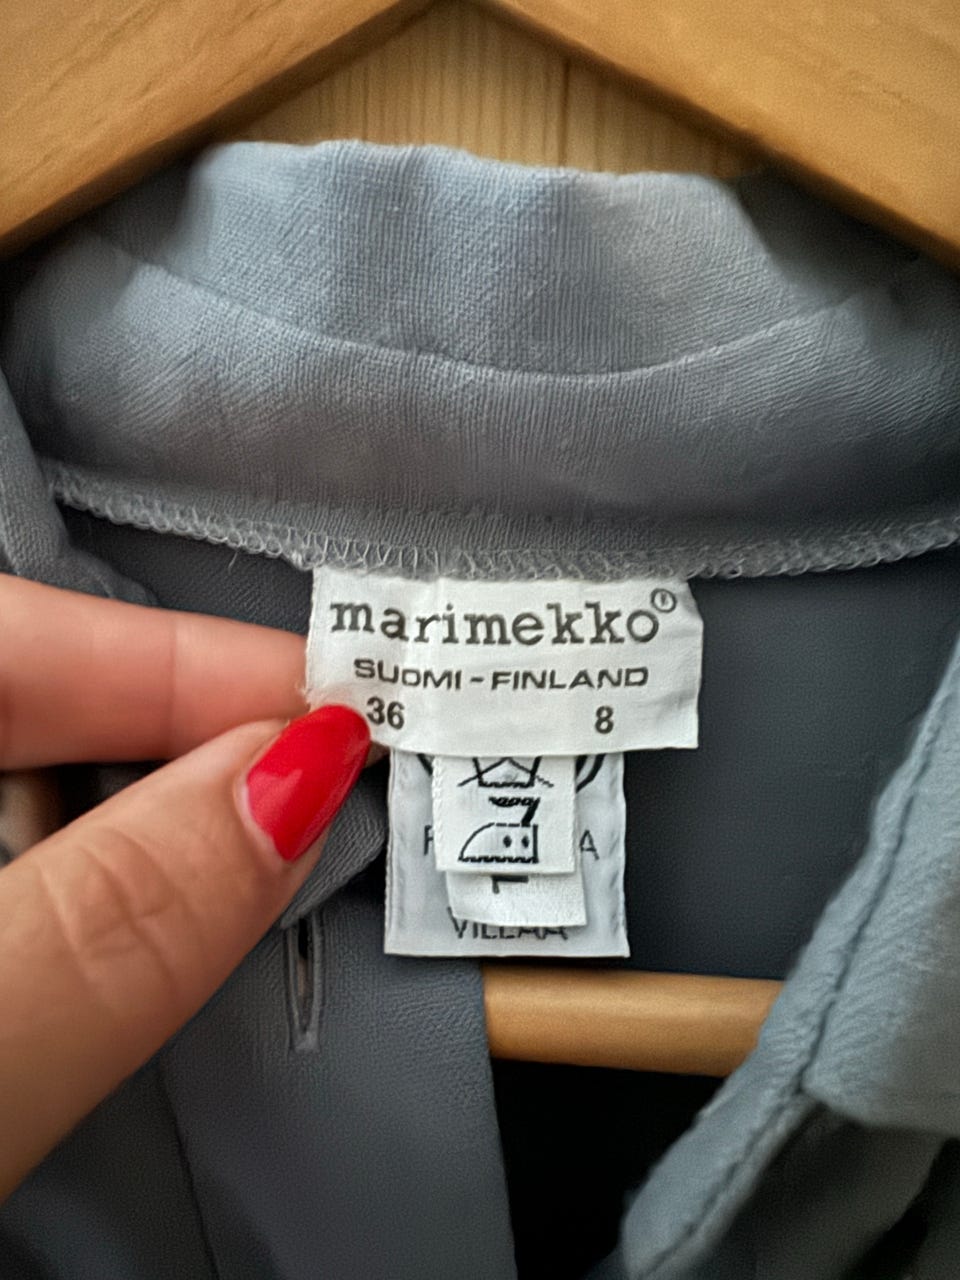 marimekko®
SUOMI-FINLAND
36 8
VILLAA